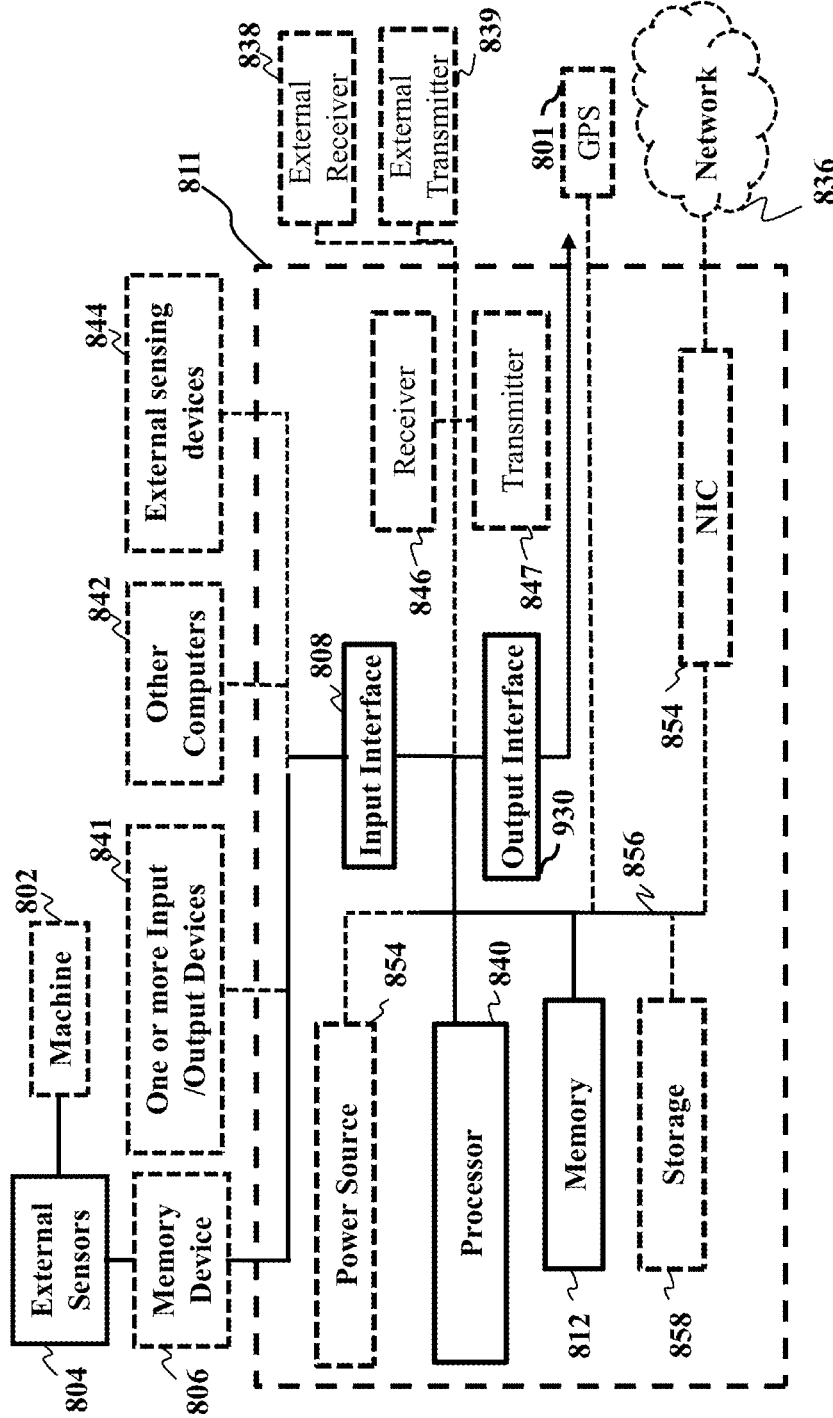 804
External
Sensors
802
Machine
806
Memory
Device
841
One or more Input
/Output Devices
842
Other
Computers
844
External sensing
devices
811
838
External
Receiver
839
External
Transmitter
Power Source
854
Input Interface
808
846
Receiver
Processor
840
Output Interface
930
847
Transmitter
801
GPS
812
Memory
856
858
Storage
854
NIC
Network
836